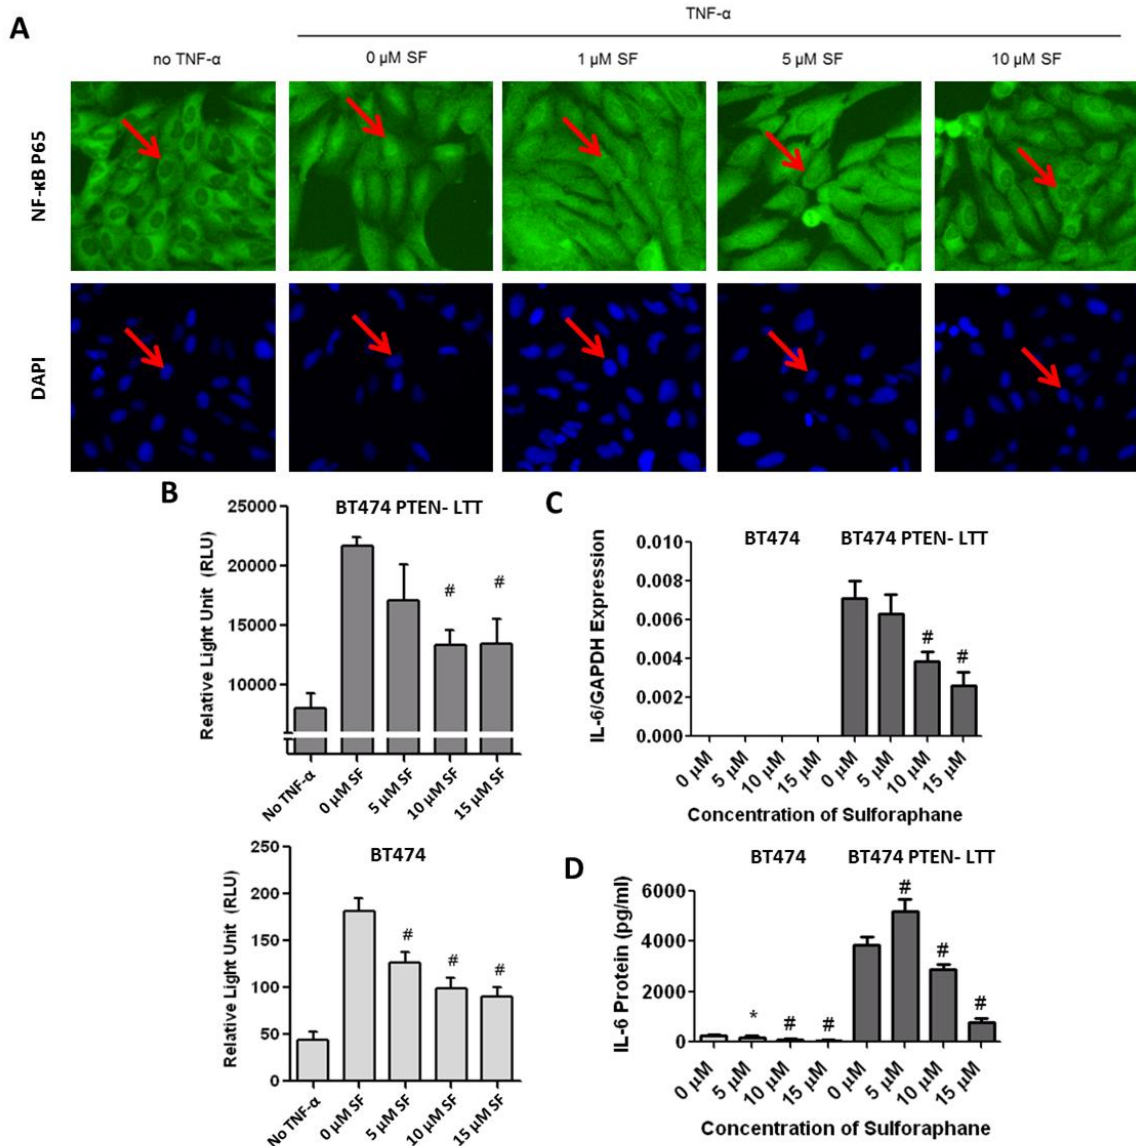 A
TNF-α
no TNF-α
0 µM SF
1 µM SF
5 µM SF
10 µM SF
NF-κB P65
DAPI
B
BT474 PTEN- LTT
Relative Light Unit (RLU)
25000
20000
15000
10000
#
#
No TNF-α
0 µM SF
5 µM SF
10 µM SF
15 µM SF
BT474
Relative Light Unit (RLU)
250
200
150
100
50
0
#
#
#
No TNF-α
0 µM SF
5 µM SF
10 µM SF
15 µM SF
C
BT474
BT474 PTEN- LTT
IL-6/GAPDH Expression
0.010
0.008
0.006
0.004
0.002
0.000
#
#
0 µM
5 µM
10 µM
15 µM
0 µM
5 µM
10 µM
15 µM
Concentration of Sulforaphane
D
BT474
BT474 PTEN- LTT
IL-6 Protein (pg/ml)
6000
4000
2000
0
*
#
#
#
#
#
0 µM
5 µM
10 µM
15 µM
0 µM
5 µM
10 µM
15 µM
Concentration of Sulforaphane